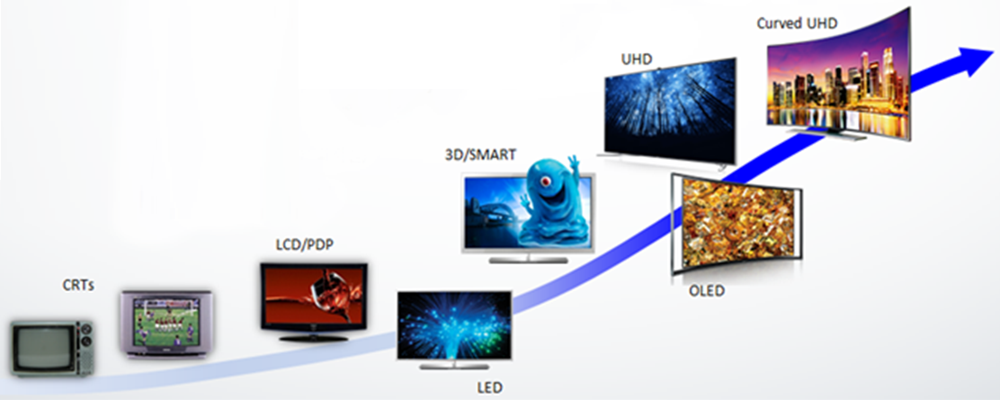 CRTs
LCD/PDP
LED
3D/SMART
UHD
OLED
Curved UHD